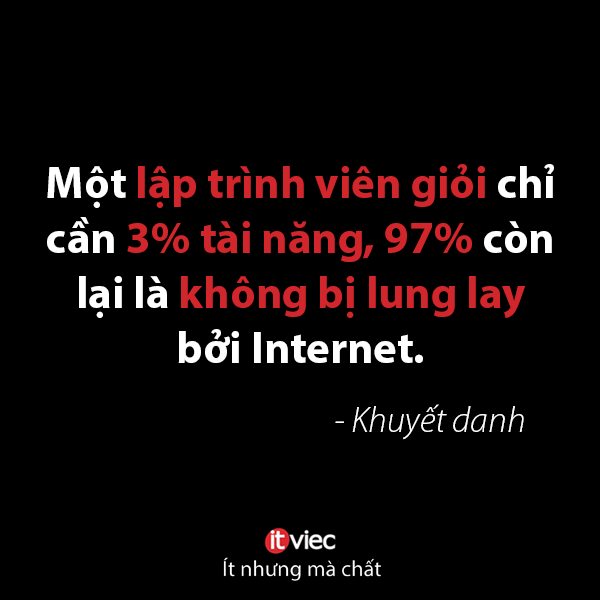 Một lập trình viên giỏi chỉ
cần 3% tài năng, 97% còn
lại là không bị lung lay
bởi Internet.
- Khuyết danh
itviec
Ít nhưng mà chất